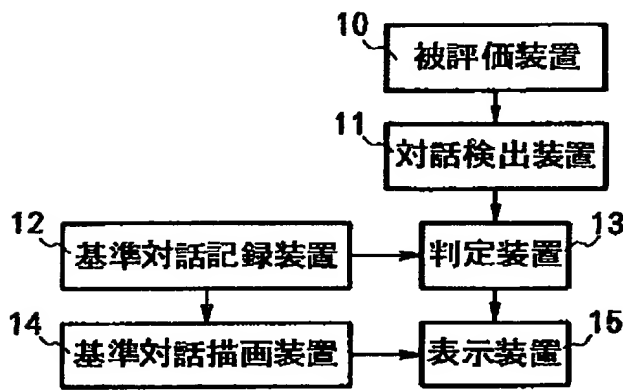 10
被評価装置
11
対話検出装置
12
基準対話記録装置
13
判定装置
14
基準対話描画装置
15
表示装置